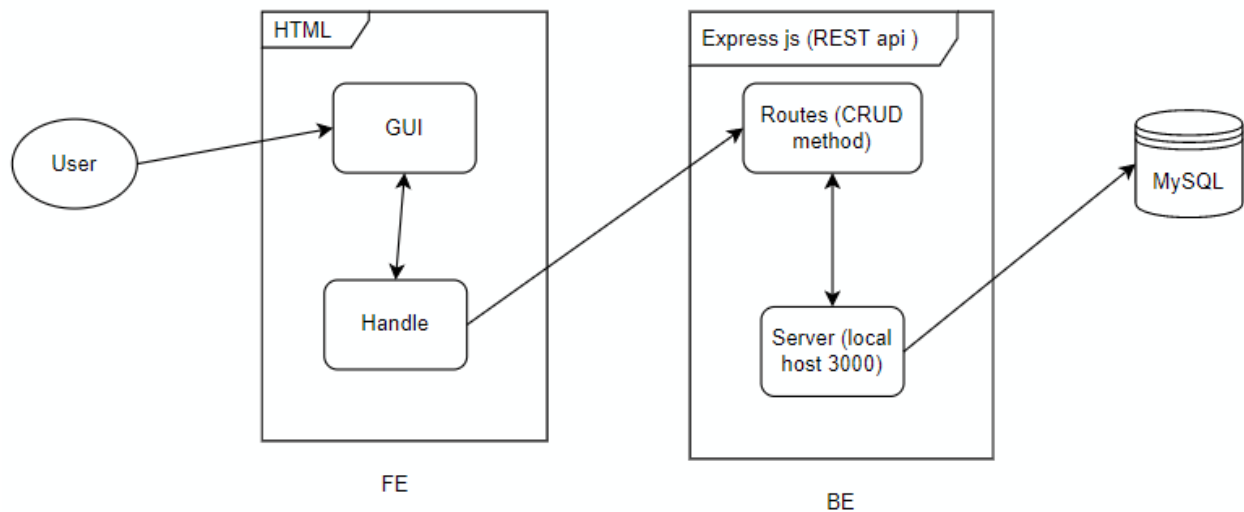 HTML
Express js (REST api )
User
GUI
Routes (CRUD
method)
MySQL
Handle
Server (local
host 3000)
FE
BE